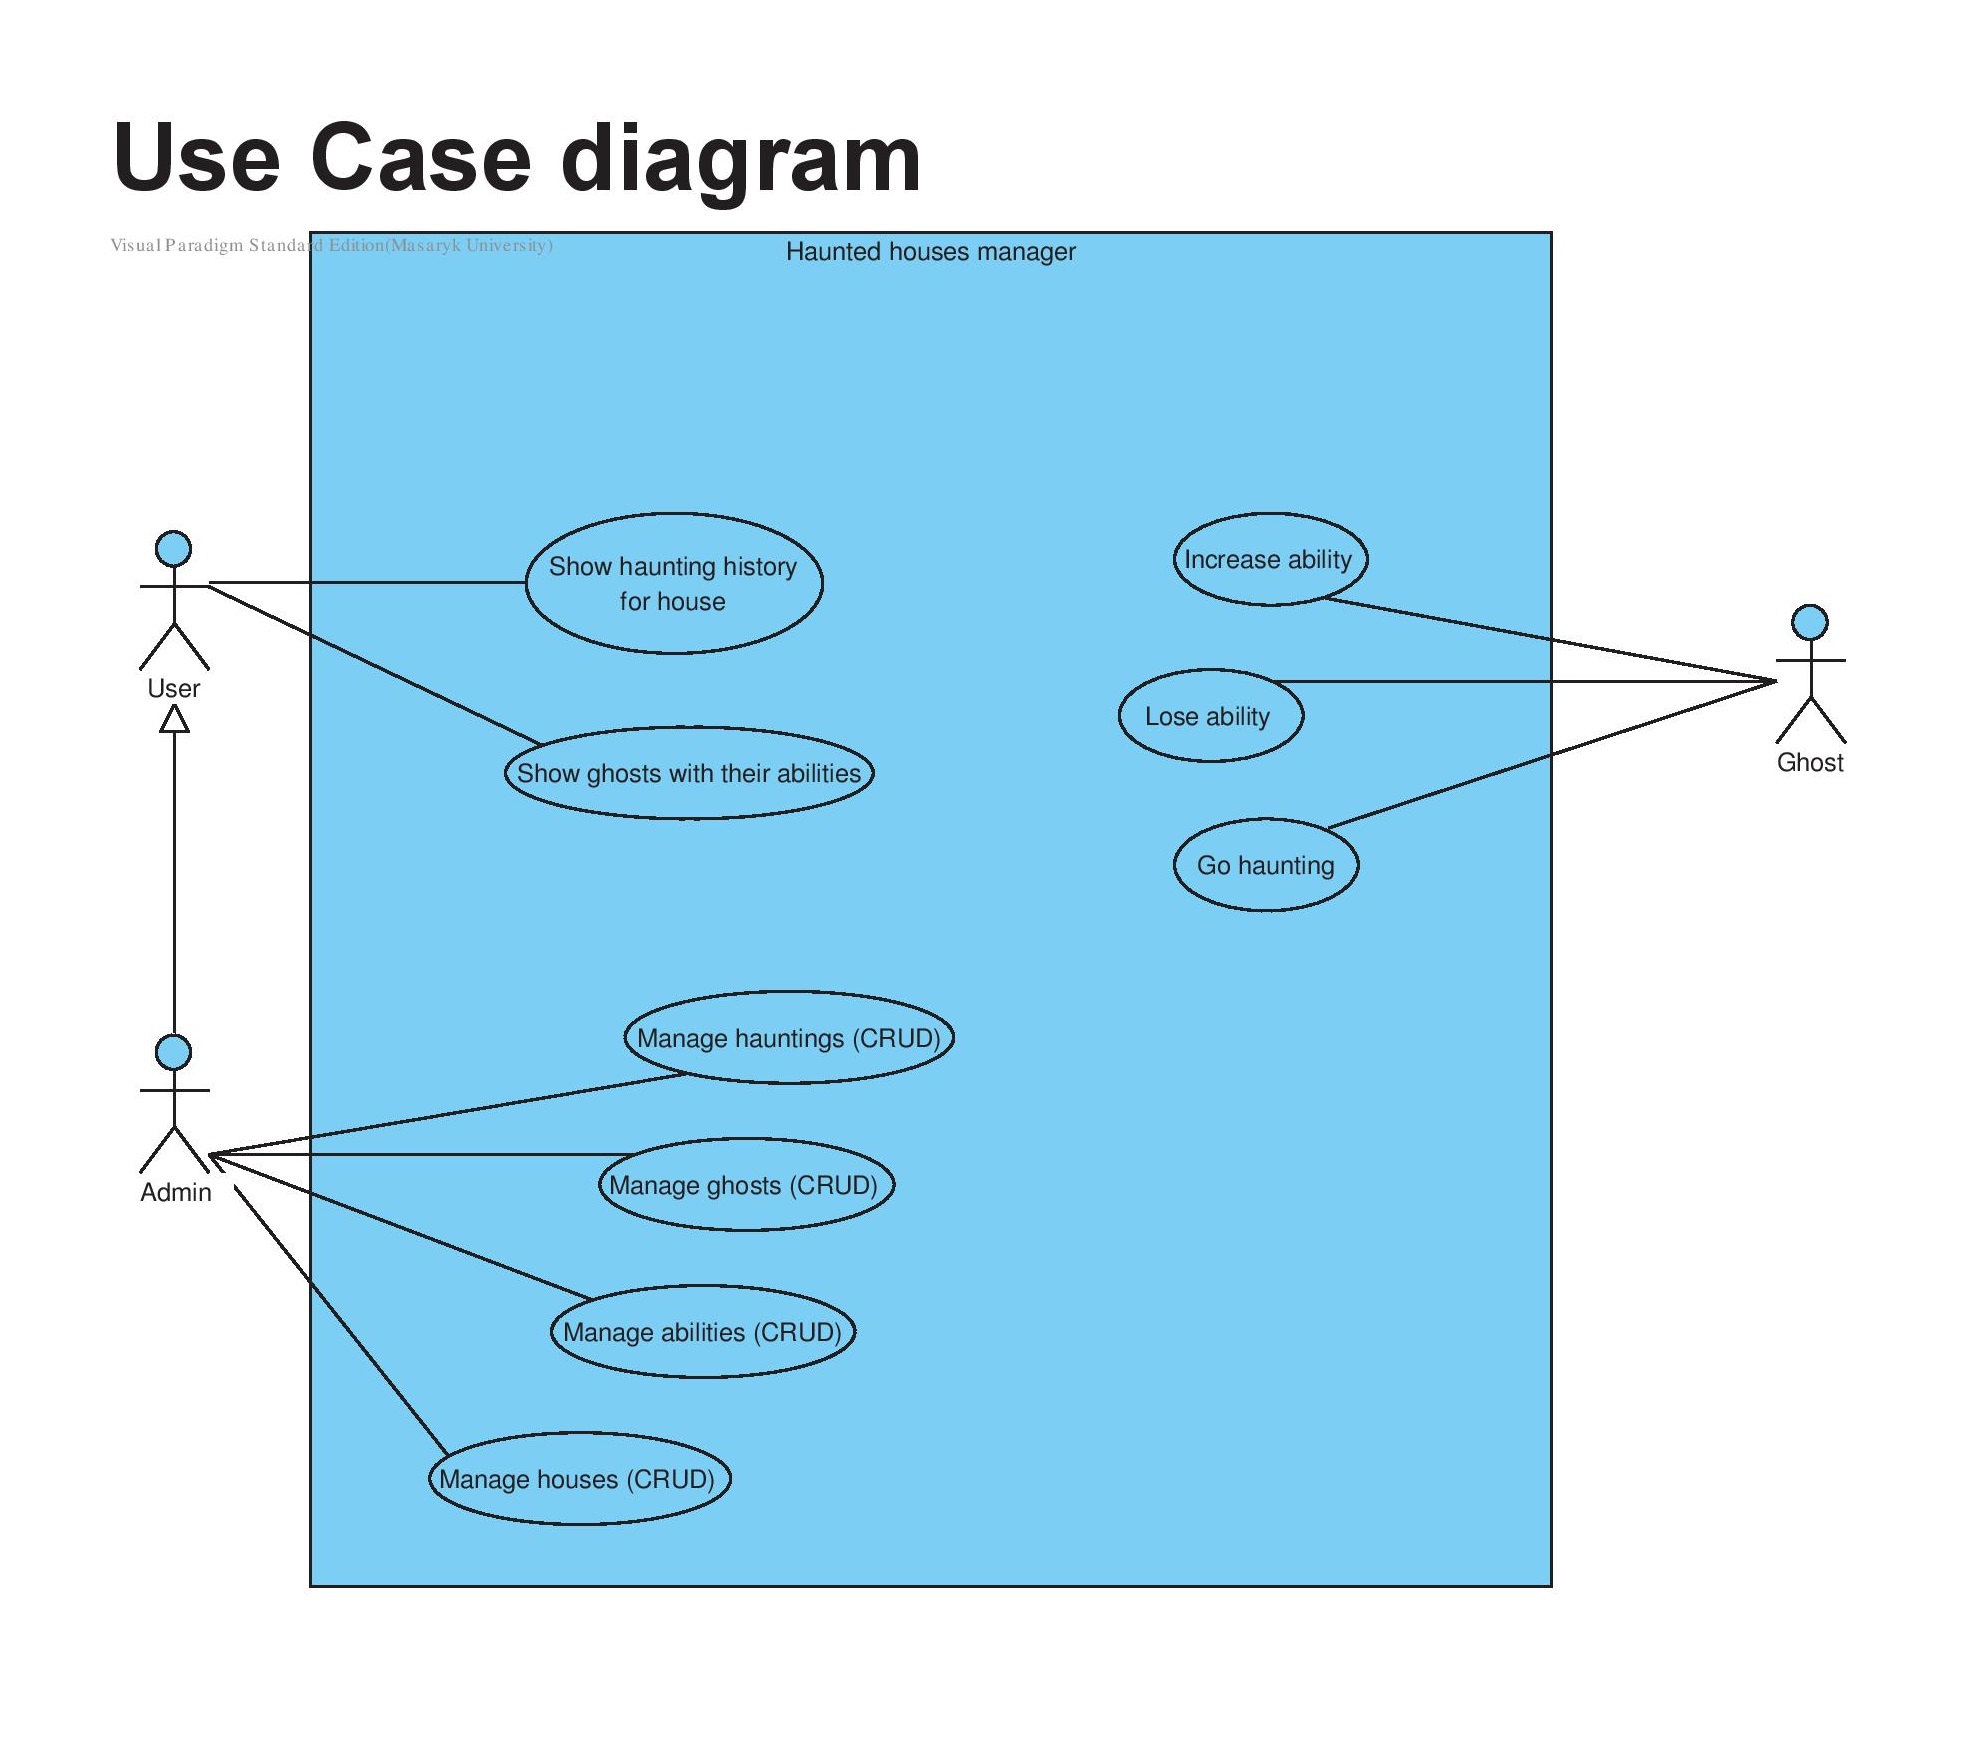 Use Case diagram
Visual Paradigm Standard Edition(Masaryk University)
Haunted houses manager
Show haunting history
for house
Increase ability
User
Lose ability
Ghost
Show ghosts with their abilities
Go haunting
Manage hauntings (CRUD)
Manage ghosts (CRUD)
Admin
Manage abilities (CRUD)
Manage houses (CRUD)